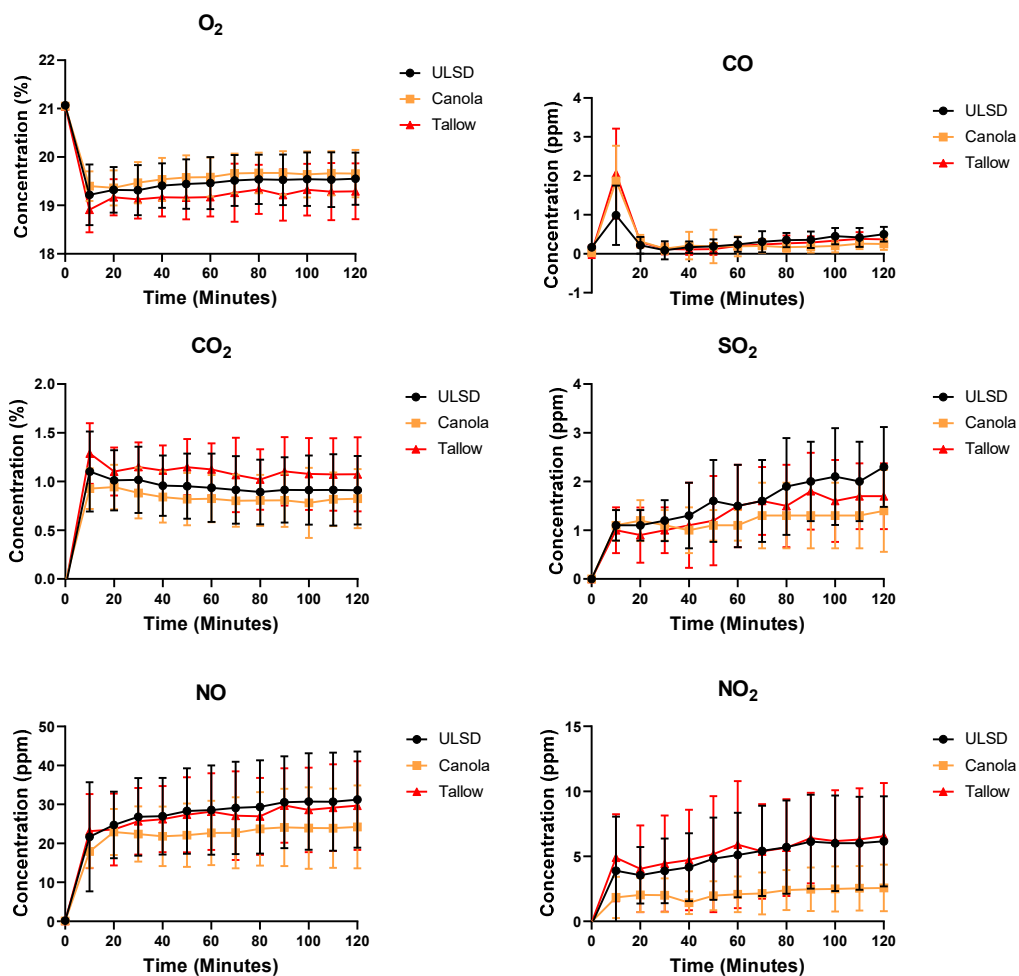 O2
Concentration (%)
22
21
20
19
18
0 20 40 60 80 100 120
Time (Minutes)
ULSD
Canola
Tallow
CO
Concentration (ppm)
4
3
2
1
0
-1
0 20 40 60 80 100 120
Time (Minutes)
ULSD
Canola
Tallow
CO2
Concentration (%)
2.0
1.5
1.0
0.5
0.0
0 20 40 60 80 100 120
Time (Minutes)
ULSD
Canola
Tallow
SO2
Concentration (ppm)
4
3
2
1
0
0 20 40 60 80 100 120
Time (Minutes)
ULSD
Canola
Tallow
NO
Concentration (ppm)
50
40
30
20
10
0
0 20 40 60 80 100 120
Time (Minutes)
ULSD
Canola
Tallow
NO2
Concentration (ppm)
15
10
5
0
0 20 40 60 80 100 120
Time (Minutes)
ULSD
Canola
Tallow